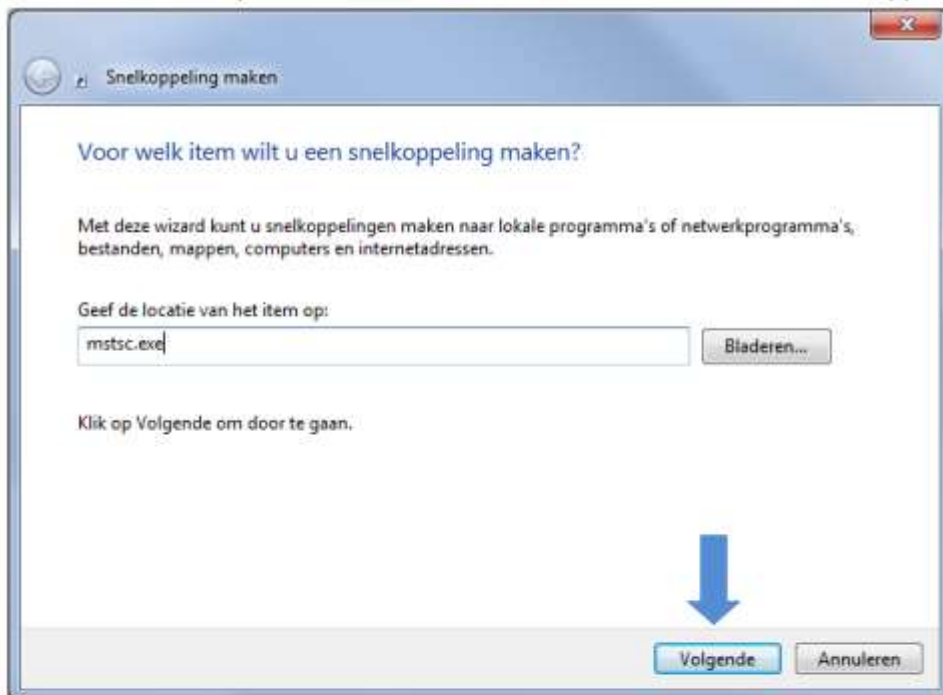 Snelkoppeling maken
Voor welk item wilt u een snelkoppeling maken?
Met deze wizard kunt u snelkoppelingen maken naar lokale programma's of netwerkprogramma's,
bestanden, mappen, computers en internetadressen.
Geef de locatie van het item op:
mstsc.exe
Bladeren...
Klik op Volgende om door te gaan.
Volgende
Annuleren